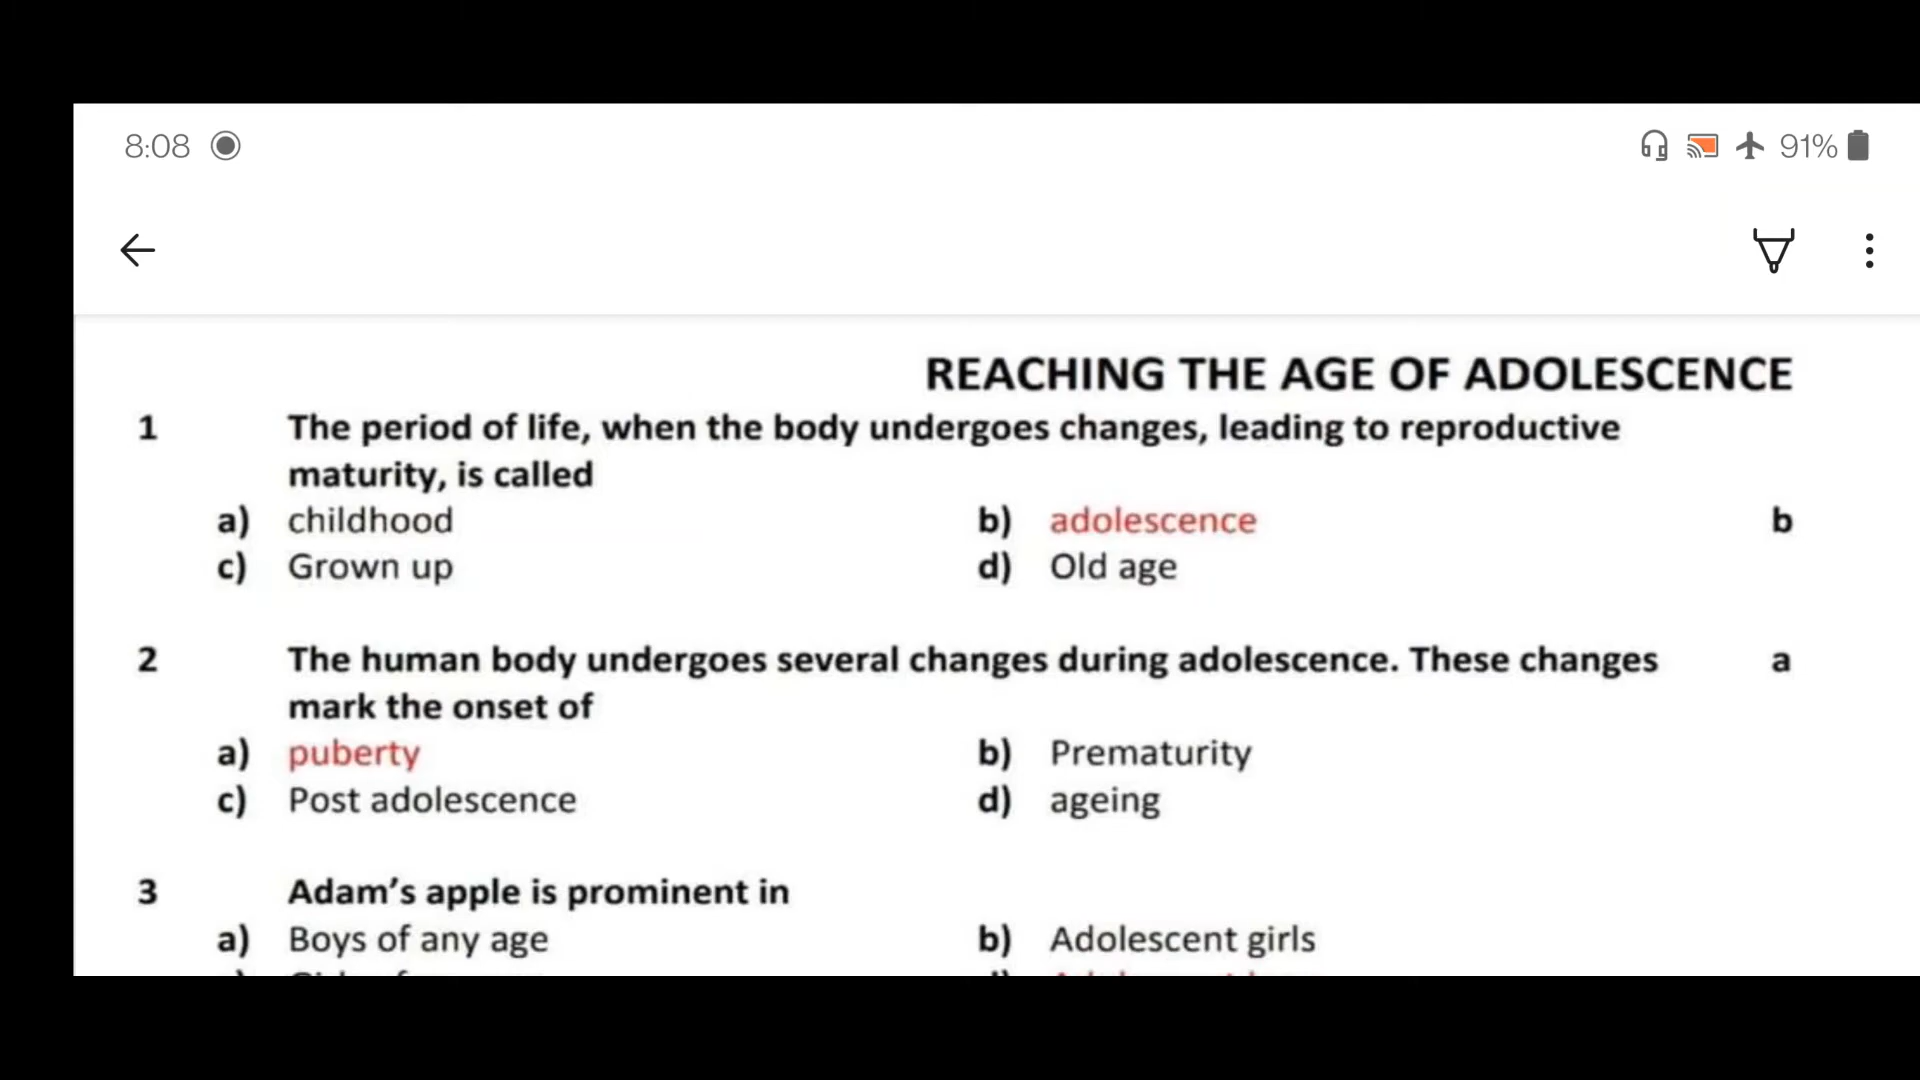 8:08 91%
REACHING THE AGE OF ADOLESCENCE
1 The period of life, when the body undergoes changes, leading to reproductive
maturity, is called
a) childhood b) adolescence b
c) Grown up d) Old age
2 The human body undergoes several changes during adolescence. These changes a
mark the onset of
a) puberty b) Prematurity
c) Post adolescence d) ageing
3 Adam’s apple is prominent in
a) Boys of any age b) Adolescent girls